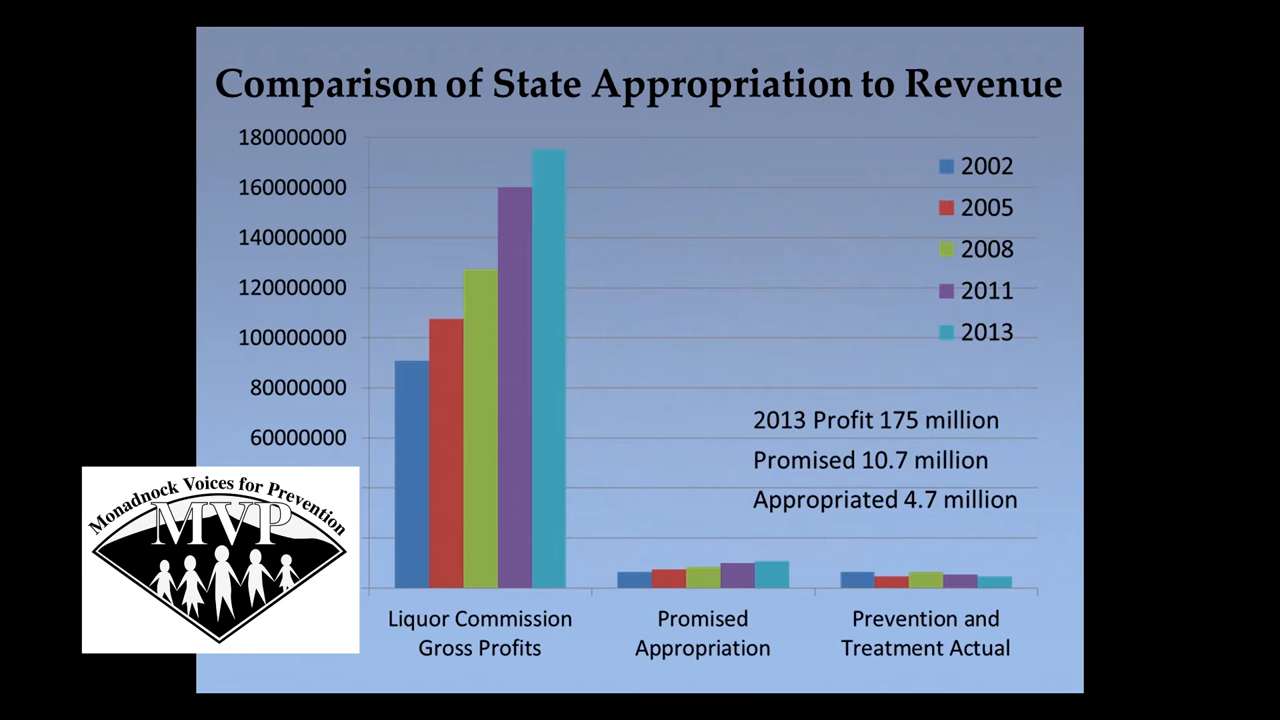 Comparison of State Appropriation to Revenue
180000000
160000000
140000000
120000000
100000000
80000000
60000000
2002
2005
2008
2011
2013
2013 Profit 175 million
Promised 10.7 million
Appropriated 4.7 million
Monadnock Voices for Prevention
MVP
Liquor Commission
Gross Profits
Promised
Appropriation
Prevention and
Treatment Actual